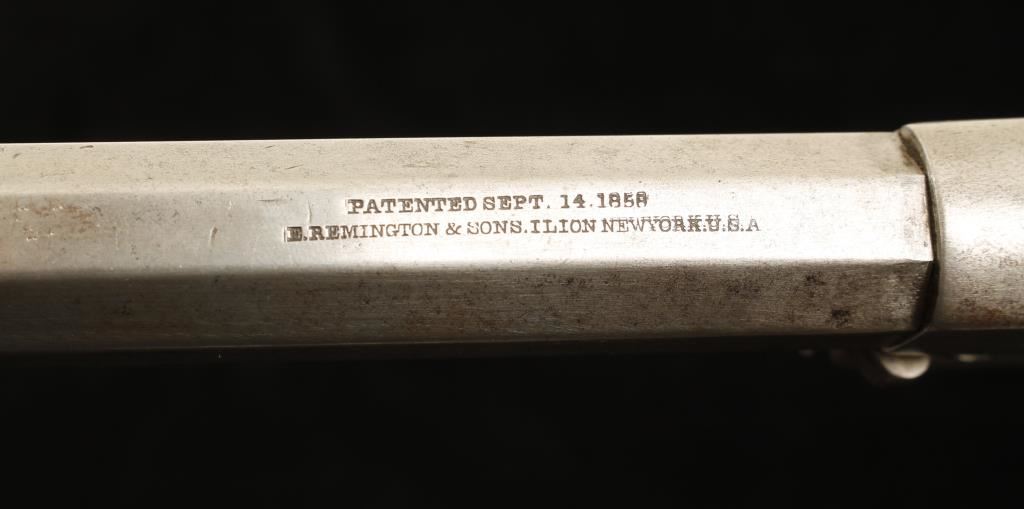 PATENTED SEPT. 14.1858
E.REMINGTON & SONS.ILION NEWYORK.U.S.A